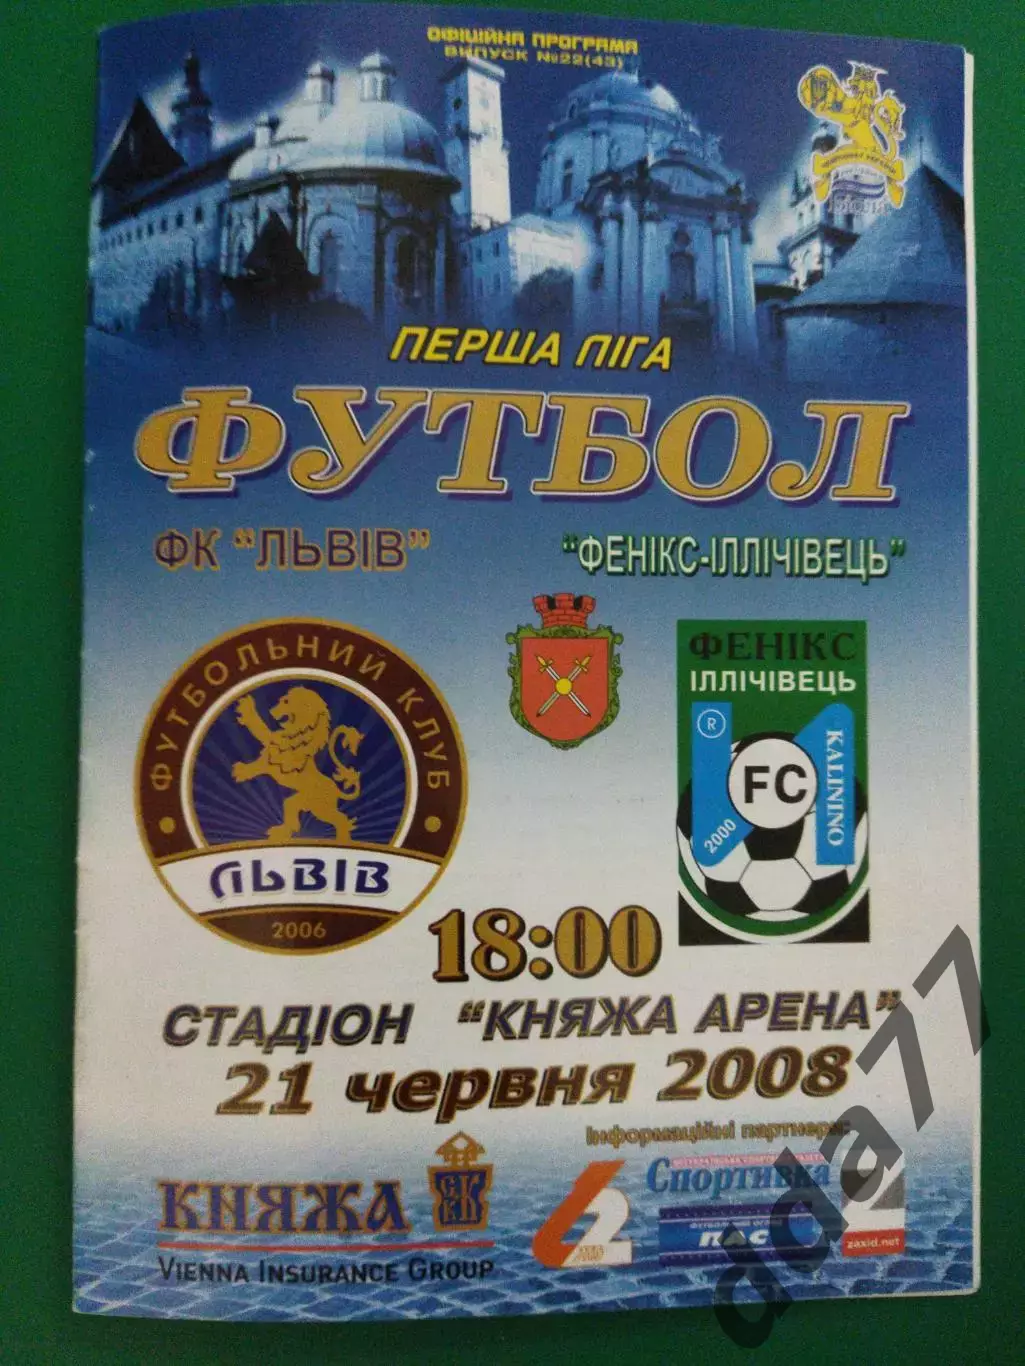 ОФІЦІЙНА ПРОГРАМА
ВИПУСК №22(43)
ПЕРША ЛІГА
ФУТБОЛ
ФК "ЛЬВІВ"
"ФЕНІКС-ІЛЛІЧІВЕЦЬ"
ФУТБОЛЬНИЙ КЛУБ
ЛЬВІВ
2006
ФЕНІКС
ІЛЛІЧІВЕЦЬ
R
FC
KALININO
2000
18:00
СТАДІОН "КНЯЖА АРЕНА"
21 червня 2008
Інформаційні партнери:
КНЯЖА
VIENNA INSURANCE GROUP
Спортивка
ПАС
zaxid.net
dda77